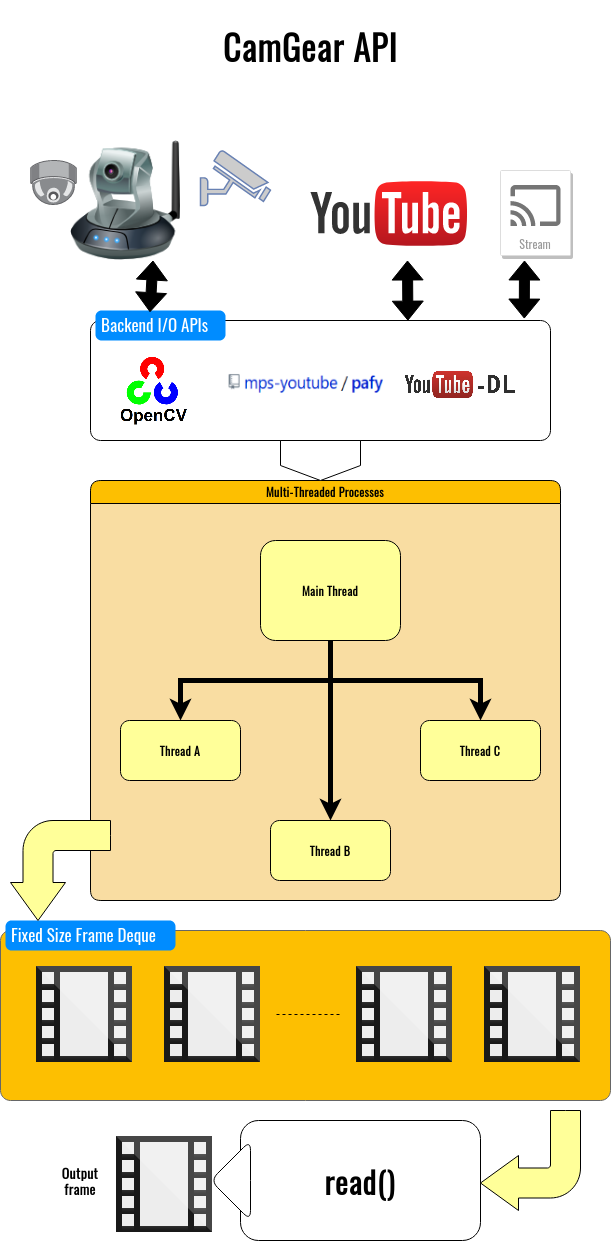 CamGear API
YouTube
Stream
Backend I/O APIs
OpenCV
mps-youtube / pafy
YouTube-DL
Multi-Threaded Processes
Main Thread
Thread A
Thread C
Thread B
Fixed Size Frame Deque
Output
frame
read()